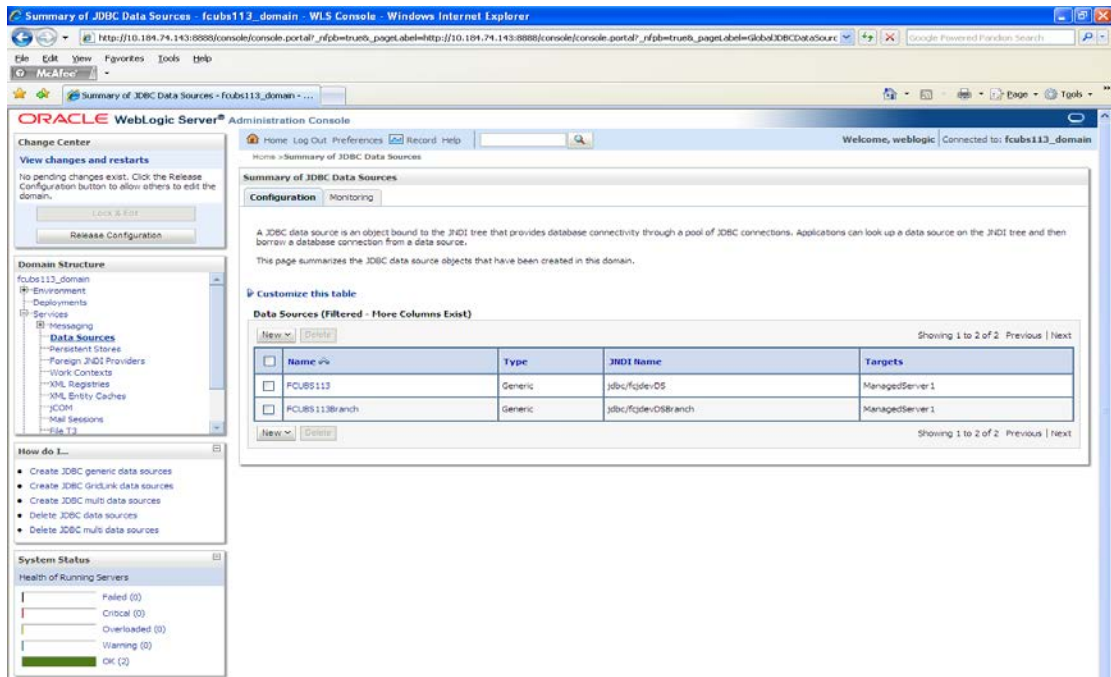 Summary of JDBC Data Sources - fcubs113_domain - WLS Console - Windows Internet Explorer
http://10.184.74.143:8888/console/console.portal?_nfpb=true&_pageLabel=http://10.184.74.143:8888/console/console.portal?_nfpb=true&_pageLabel=GlobalJDBCDataSourc
Google Powered Search
File Edit View Favorites Tools Help
McAfee
Summary of JDBC Data Sources - fcubs113_domain - ...
Page Tools
ORACLE WebLogic Server® Administration Console
Change Center
View changes and restarts
No pending changes exist. Click the Release
Configuration button to allow others to edit the
domain.
Lock & Edit
Release Configuration
Domain Structure
fcubs113_domain
Environment
Deployments
Services
Messaging
Data Sources
Persistent Stores
Foreign JNDI Providers
Work Contexts
XML Registries
XML Entity Caches
jCOM
Mail Sessions
File T3
How do I...
Create JDBC generic data sources
Create JDBC GridLink data sources
Create JDBC multi data sources
Delete JDBC data sources
Delete JDBC multi data sources
System Status
Health of Running Servers
Failed (0)
Critical (0)
Overloaded (0)
Warning (0)
OK (2)
Home Log Out Preferences Record Help
Welcome, weblogic Connected to: fcubs113_domain
Home >Summary of JDBC Data Sources
Summary of JDBC Data Sources
Configuration Monitoring
A JDBC data source is an object bound to the JNDI tree that provides database connectivity through a pool of JDBC connections. Applications can look up a data source on the JNDI tree and then
borrow a database connection from a data source.
This page summarizes the JDBC data source objects that have been created in this domain.
Customize this table
Data Sources (Filtered - More Columns Exist)
New Delete Showing 1 to 2 of 2 Previous | Next
Name Type JNDI Name Targets
FCUBS113 Generic jdbc/fcjdevDS ManagedServer1
FCUBS113Branch Generic jdbc/fcjdevDSBranch ManagedServer1
New Delete Showing 1 to 2 of 2 Previous | Next